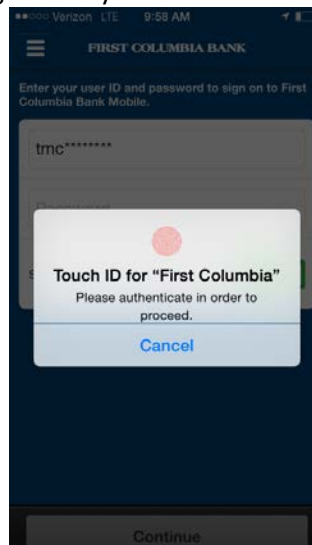 Verizon LTE 9:58 AM
FIRST COLUMBIA BANK
Enter your user ID and password to sign on to First
Columbia Bank Mobile.
tmc********
Touch ID for “First Columbia”
Please authenticate in order to
proceed.
Cancel
Continue